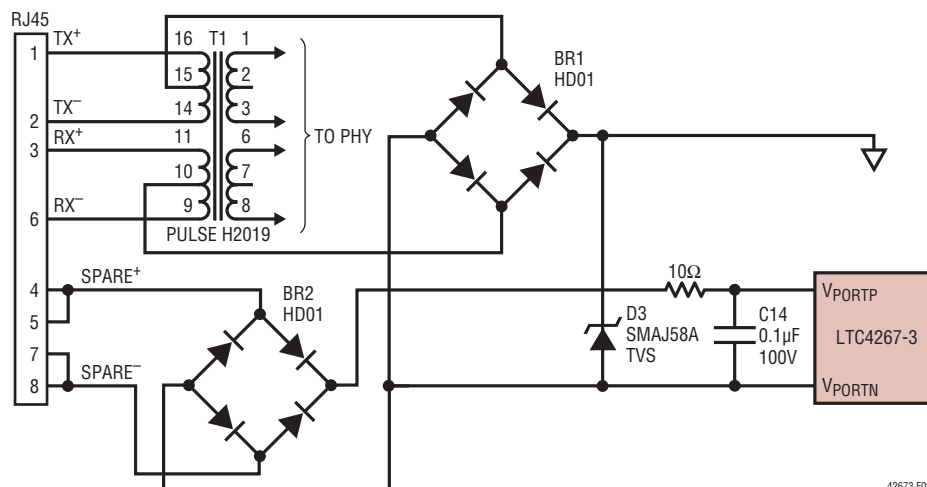 RJ45
1
TX+
2
TX−
3
RX+
6
RX−
4
SPARE+
5
7
8
SPARE−
16
T1
1
15
2
14
3
11
6
10
7
9
8
PULSE H2019
TO PHY
BR1
HD01
BR2
HD01
10Ω
D3
SMAJ58A
TVS
C14
0.1µF
100V
VPORTP
LTC4267-3
VPORTN